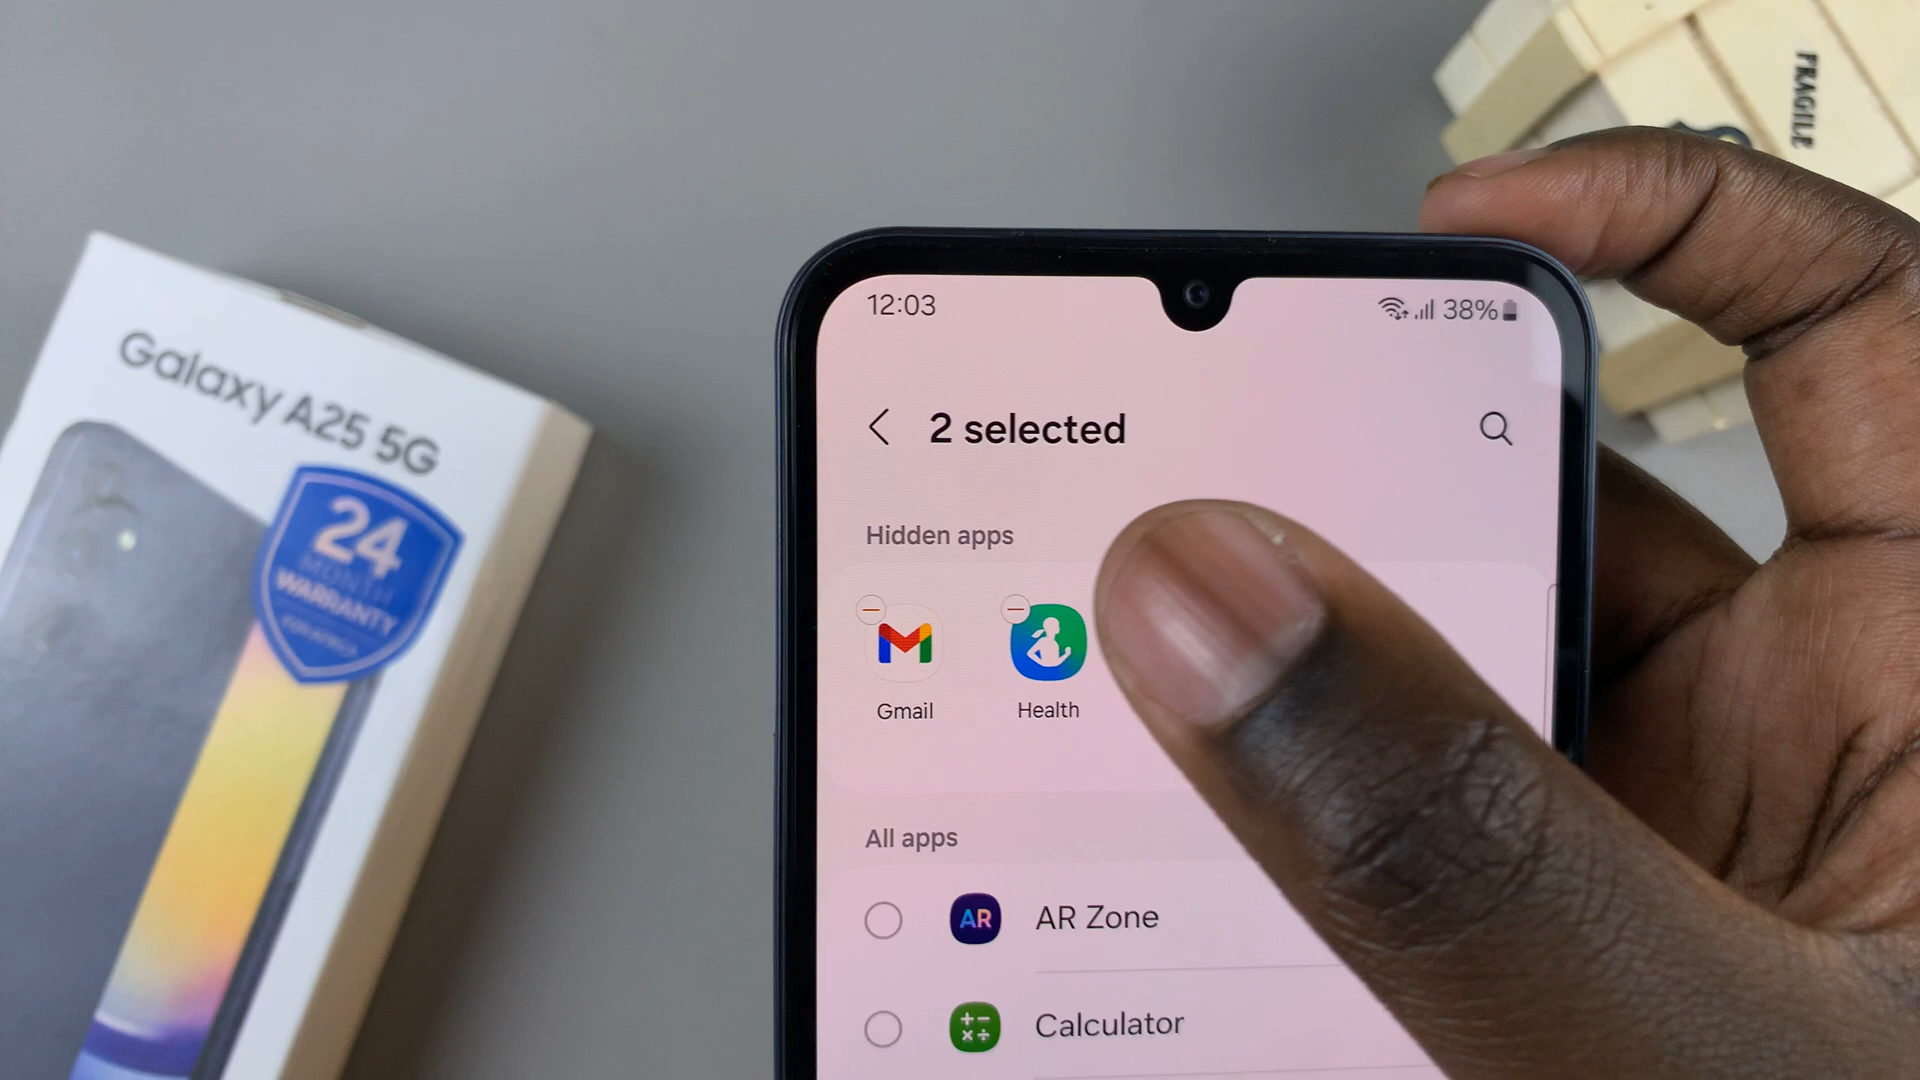 Galaxy A25 5G
24
MONTH
WARRANTY
FRAGILE
12:03
38%
2 selected
Hidden apps
Gmail
Health
All apps
AR
AR Zone
Calculator